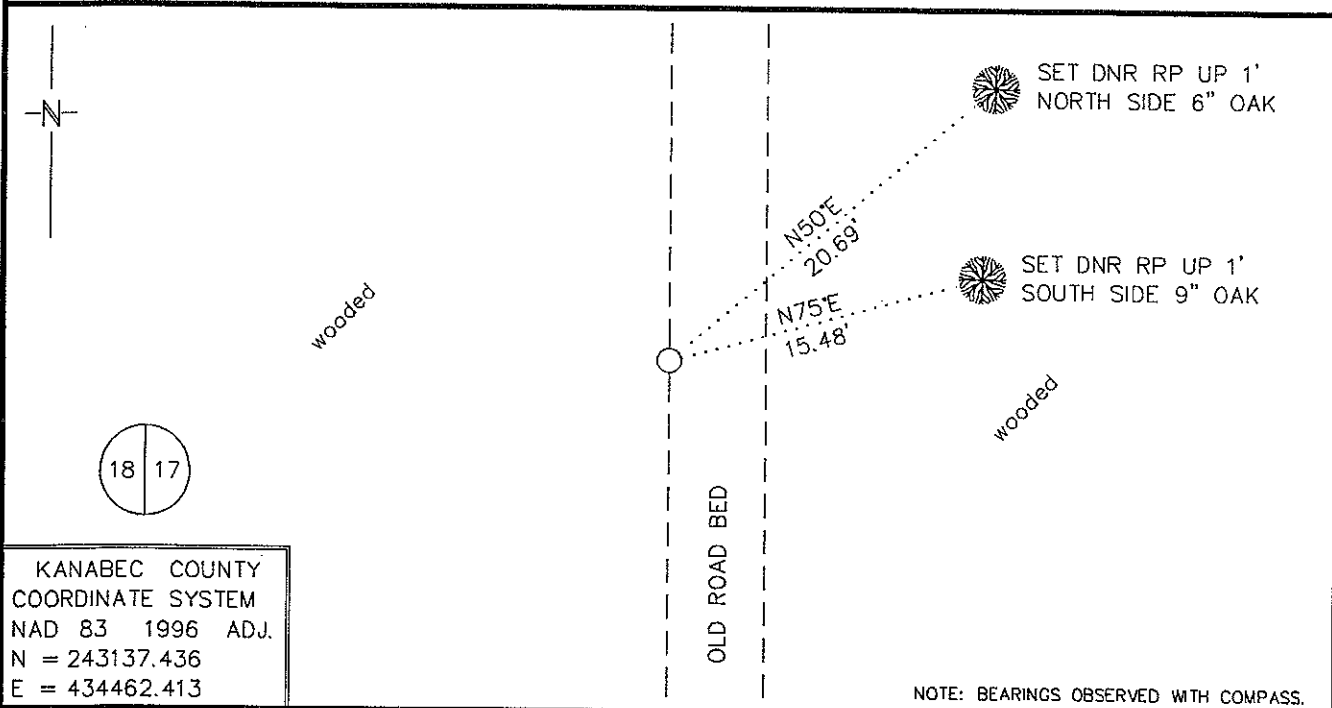 N
SET DNR RP UP 1'
NORTH SIDE 6" OAK
N50°E
20.69'
SET DNR RP UP 1'
SOUTH SIDE 9" OAK
N75°E
15.48'
wooded
wooded
18 17
OLD ROAD BED
KANABEC COUNTY
COORDINATE SYSTEM
NAD 83 1996 ADJ.
N = 243137.436
E = 434462.413
NOTE: BEARINGS OBSERVED WITH COMPASS.